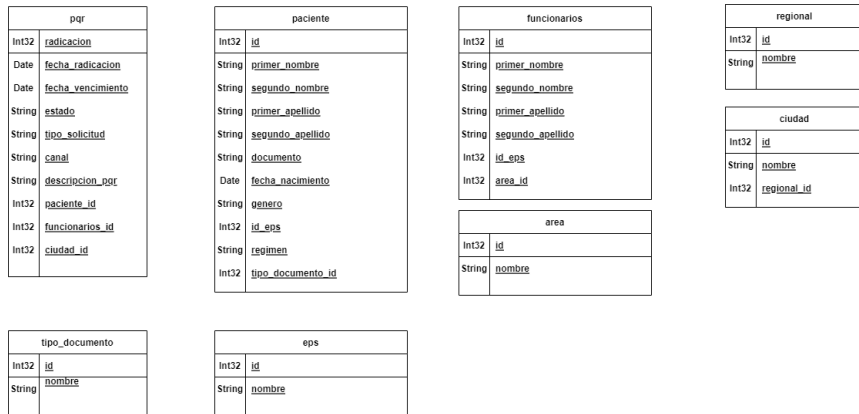 pqr
Int32 radicacion
Date fecha_radicacion
Date fecha_vencimiento
String estado
String tipo_solicitud
String canal
String descripcion_pqr
Int32 paciente_id
Int32 funcionarios_id
Int32 ciudad_id
paciente
Int32 id
String primer_nombre
String segundo_nombre
String primer_apellido
String segundo_apellido
String documento
Date fecha_nacimiento
String genero
Int32 id_eps
String regimen
Int32 tipo_documento_id
funcionarios
Int32 id
String primer_nombre
String segundo_nombre
String primer_apellido
String segundo_apellido
Int32 id_eps
Int32 area_id
area
Int32 id
String nombre
regional
Int32 id
String nombre
ciudad
Int32 id
String nombre
Int32 regional_id
tipo_documento
Int32 id
String nombre
eps
Int32 id
String nombre